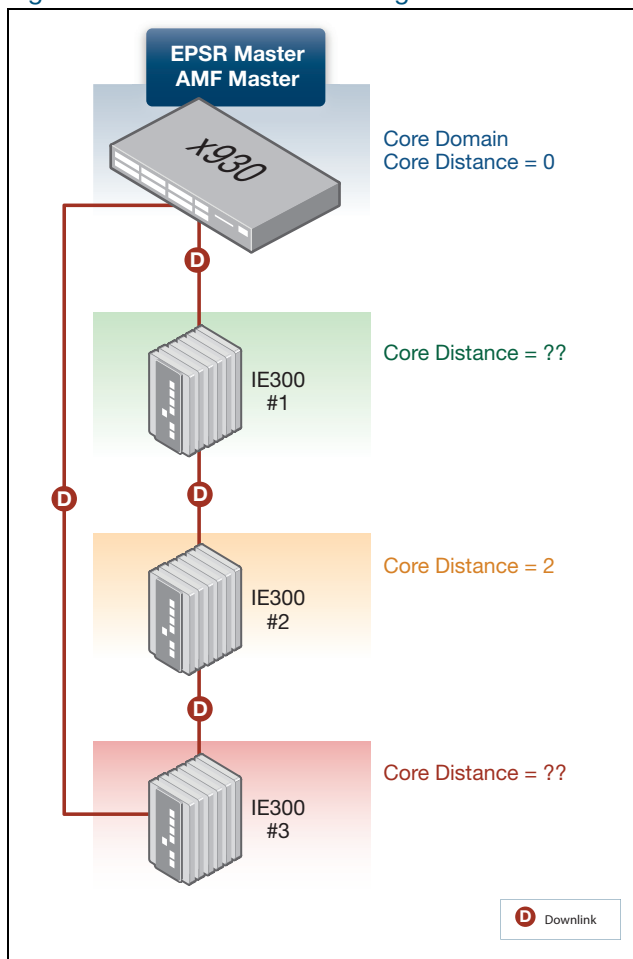 EPSR Master
AMF Master
x930
Core Domain
Core Distance = 0
D
IE300
#1
Core Distance = ??
D
D
IE300
#2
Core Distance = 2
D
IE300
#3
Core Distance = ??
D Downlink